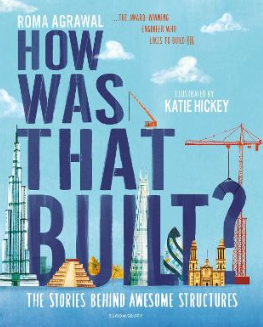 ROMA AGRAWAL
...THE AWARD-WINNING
ENGINEER WHO
LIKES TO BUILD BIG
HOW
WAS
THAT
BUILT?
ILLUSTRATED BY
KATIE HICKEY
THE STORIES BEHIND AWESOME STRUCTURES
BLOOMSBURY